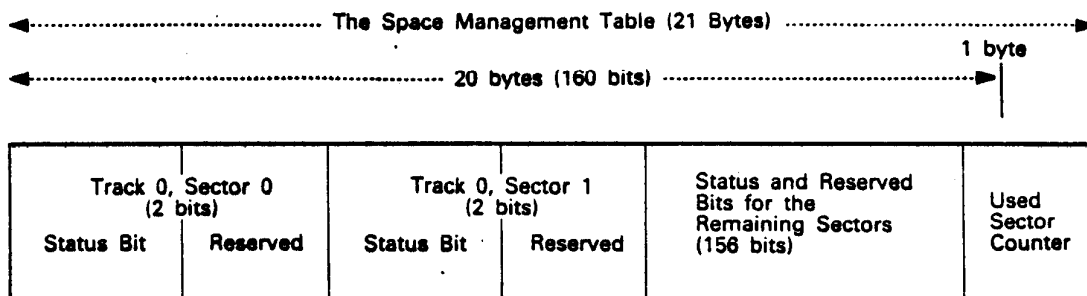 The Space Management Table (21 Bytes)
1 byte
20 bytes (160 bits)
Track 0, Sector 0
(2 bits)
Status Bit
Reserved
Track 0, Sector 1
(2 bits)
Status Bit
Reserved
Status and Reserved
Bits for the
Remaining Sectors
(156 bits)
Used
Sector
Counter